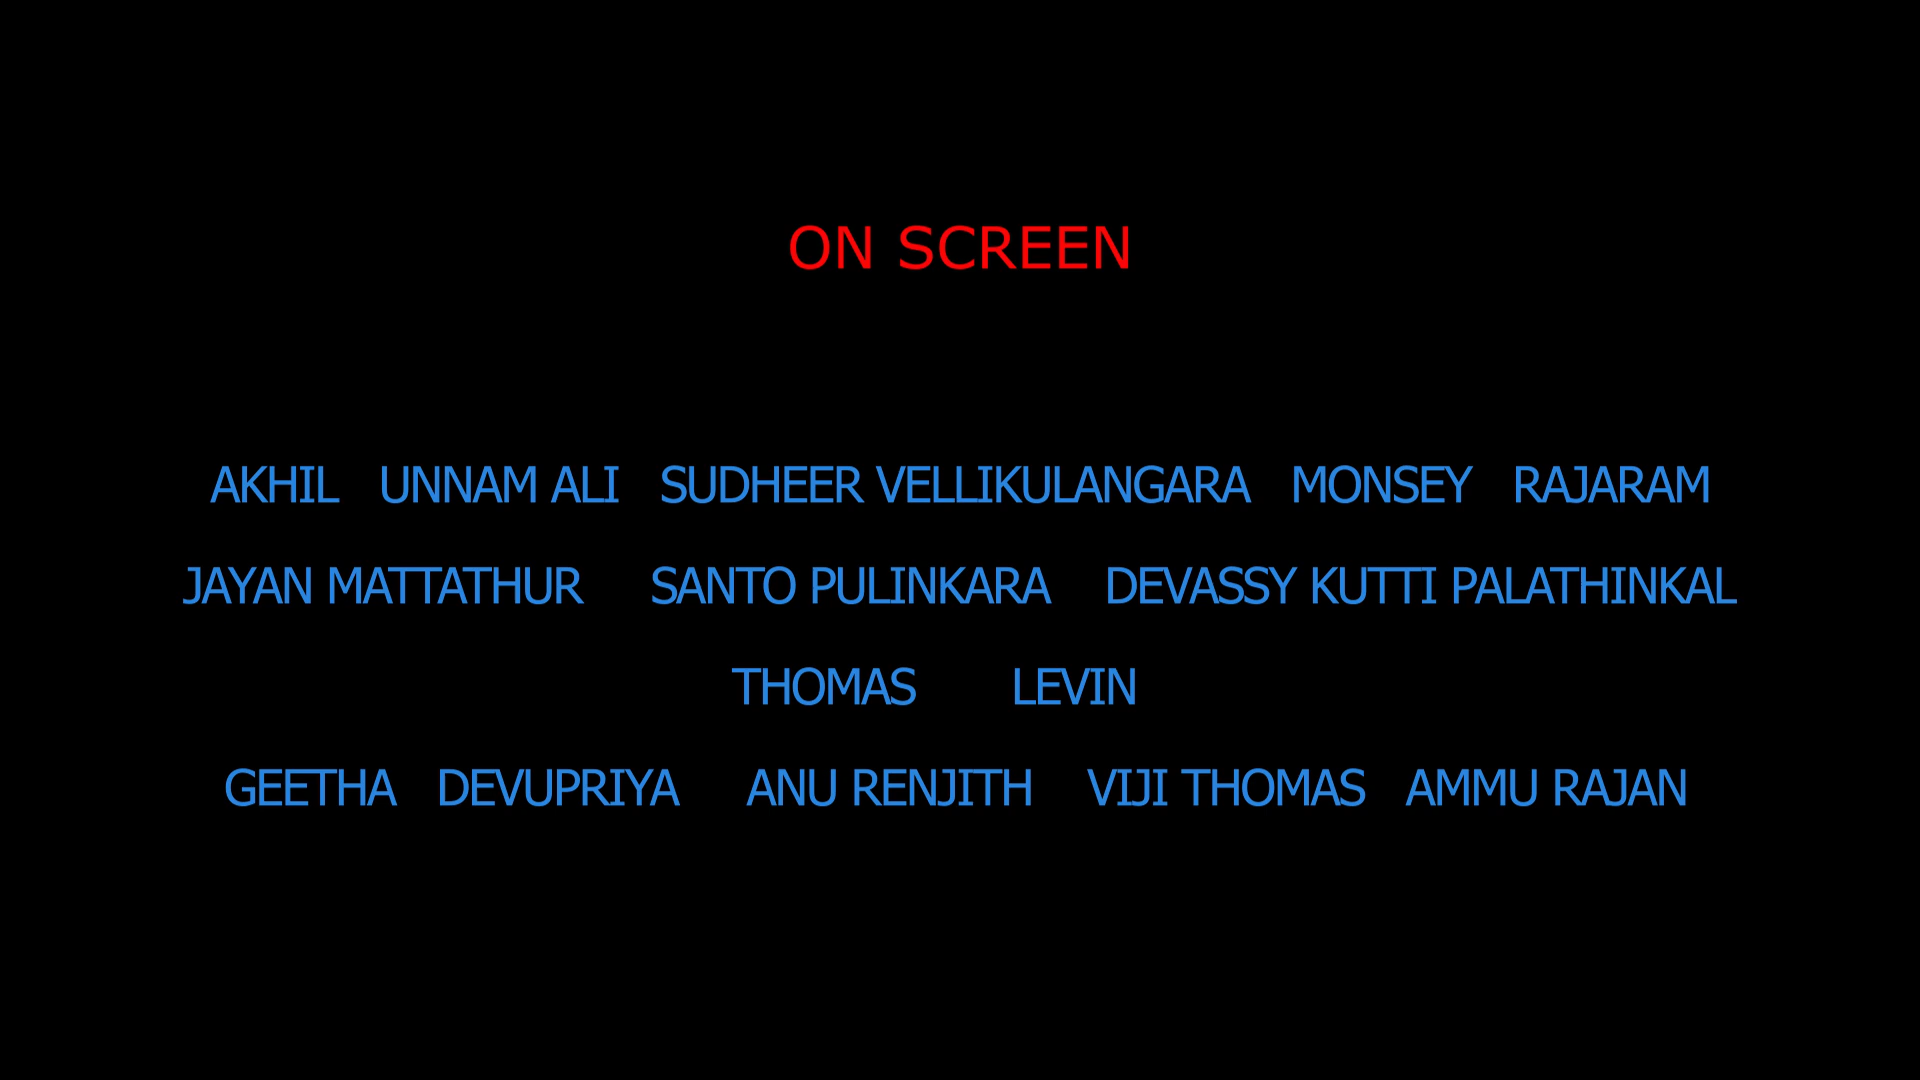 ON SCREEN
AKHIL UNNAM ALI SUDHEER VELLIKULANGARA MONSEY RAJARAM
JAYAN MATTATHUR SANTO PULINKARA DEVASSY KUTTI PALATHINKAL
THOMAS LEVIN
GEETHA DEVUPRIYA ANU RENJITH VIJI THOMAS AMMU RAJAN